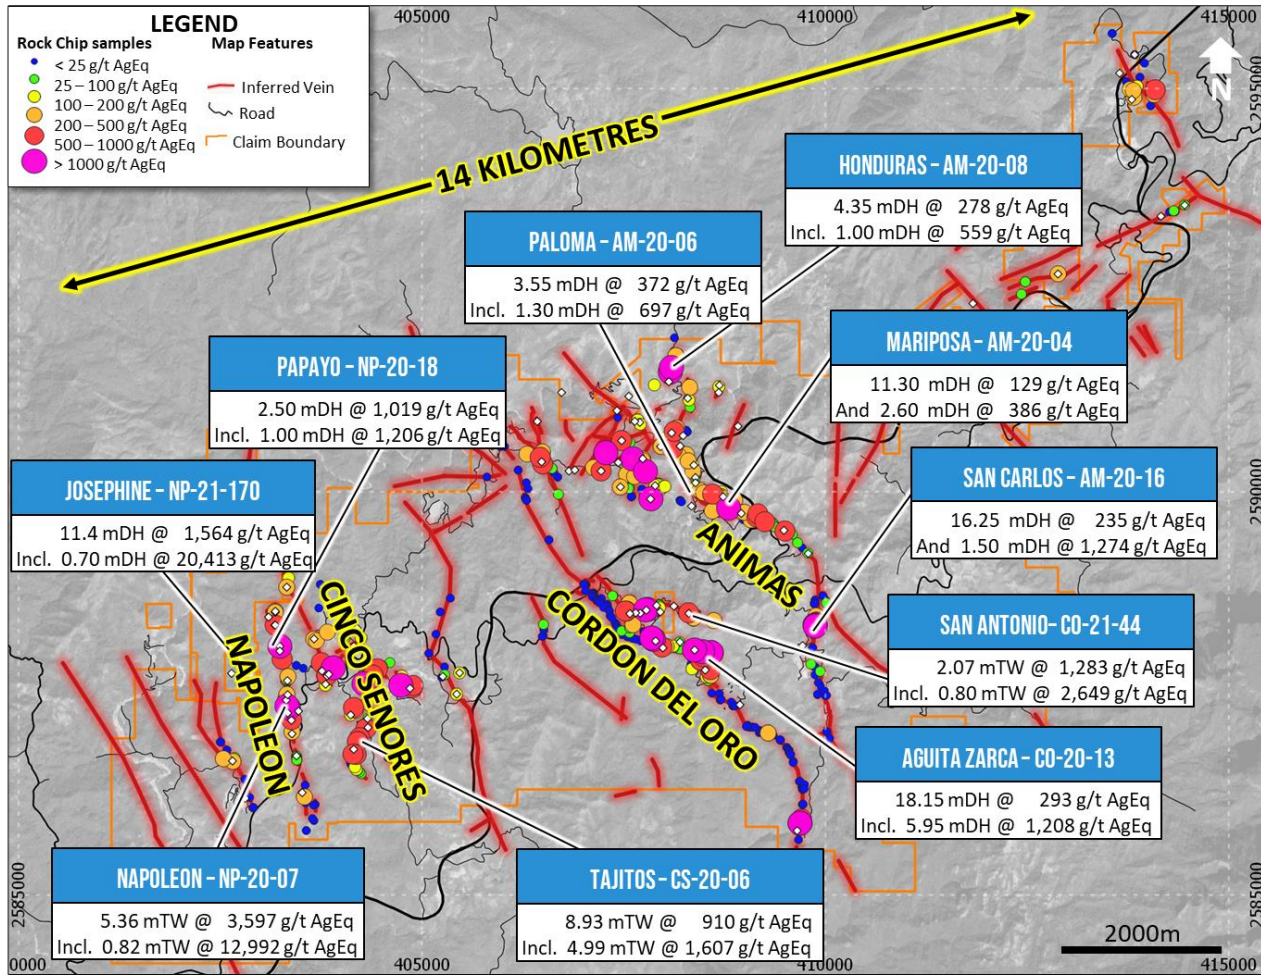 405000
410000
415000
LEGEND
Rock Chip samples
Map Features
< 25 g/t AgEq
25 – 100 g/t AgEq
100 – 200 g/t AgEq
200 – 500 g/t AgEq
500 – 1000 g/t AgEq
> 1000 g/t AgEq
Inferred Vein
Road
Claim Boundary
N
2595000
2595000
14 KILOMETRES
HONDURAS – AM-20-08
4.35 mDH @ 278 g/t AgEq
Incl. 1.00 mDH @ 559 g/t AgEq
PALOMA – AM-20-06
3.55 mDH @ 372 g/t AgEq
Incl. 1.30 mDH @ 697 g/t AgEq
MARIPOSA – AM-20-04
11.30 mDH @ 129 g/t AgEq
And 2.60 mDH @ 386 g/t AgEq
PAPAYO – NP-20-18
2.50 mDH @ 1,019 g/t AgEq
Incl. 1.00 mDH @ 1,206 g/t AgEq
SAN CARLOS – AM-20-16
16.25 mDH @ 235 g/t AgEq
And 1.50 mDH @ 1,274 g/t AgEq
JOSEPHINE – NP-21-170
11.4 mDH @ 1,564 g/t AgEq
Incl. 0.70 mDH @ 20,413 g/t AgEq
2590000
ANIMAS
CORDON DEL ORO
CINCO SENORES
NAPOLEON
SAN ANTONIO– CO-21-44
2.07 mTW @ 1,283 g/t AgEq
Incl. 0.80 mTW @ 2,649 g/t AgEq
AGUITA ZARCA – CO-20-13
18.15 mDH @ 293 g/t AgEq
Incl. 5.95 mDH @ 1,208 g/t AgEq
NAPOLEON – NP-20-07
5.36 mTW @ 3,597 g/t AgEq
Incl. 0.82 mTW @ 12,992 g/t AgEq
TAJITOS – CS-20-06
8.93 mTW @ 910 g/t AgEq
Incl. 4.99 mTW @ 1,607 g/t AgEq
2585000
2585000
2000m
0000
405000
410000
415000